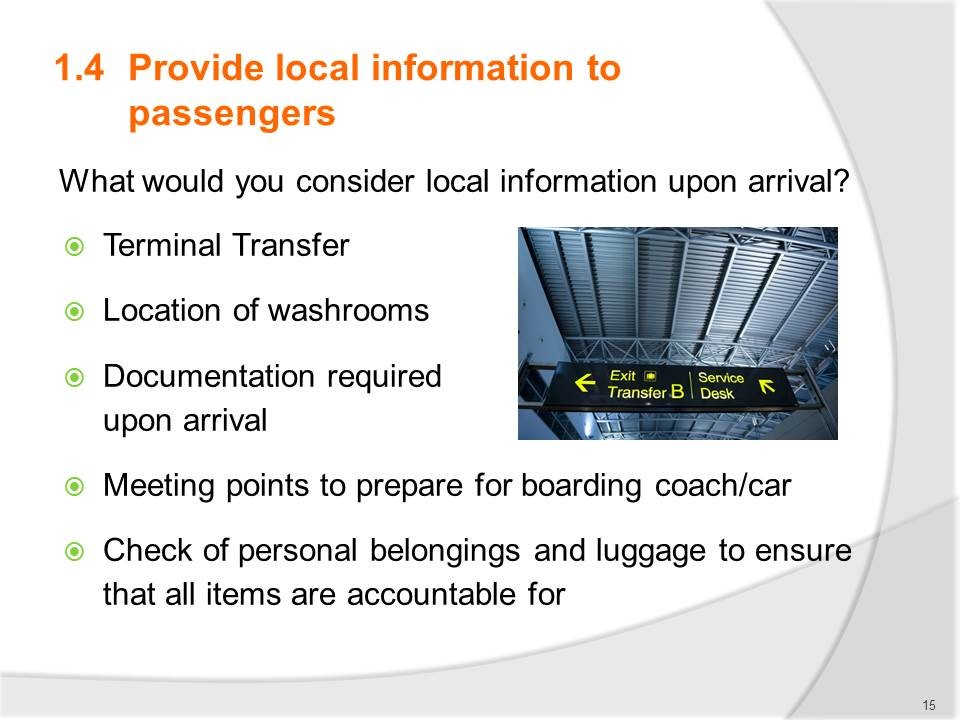 1.4 Provide local information to
passengers
What would you consider local information upon arrival?
Terminal Transfer
Location of washrooms
Documentation required
upon arrival
Exit
Transfer B
Service
Desk
Meeting points to prepare for boarding coach/car
Check of personal belongings and luggage to ensure
that all items are accountable for
15